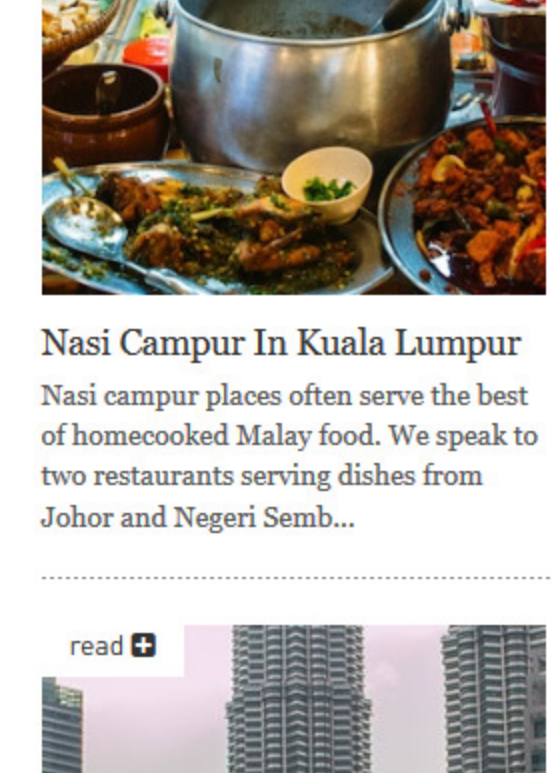 Nasi Campur In Kuala Lumpur
Nasi campur places often serve the best
of homecooked Malay food. We speak to
two restaurants serving dishes from
Johor and Negeri Semb...
read